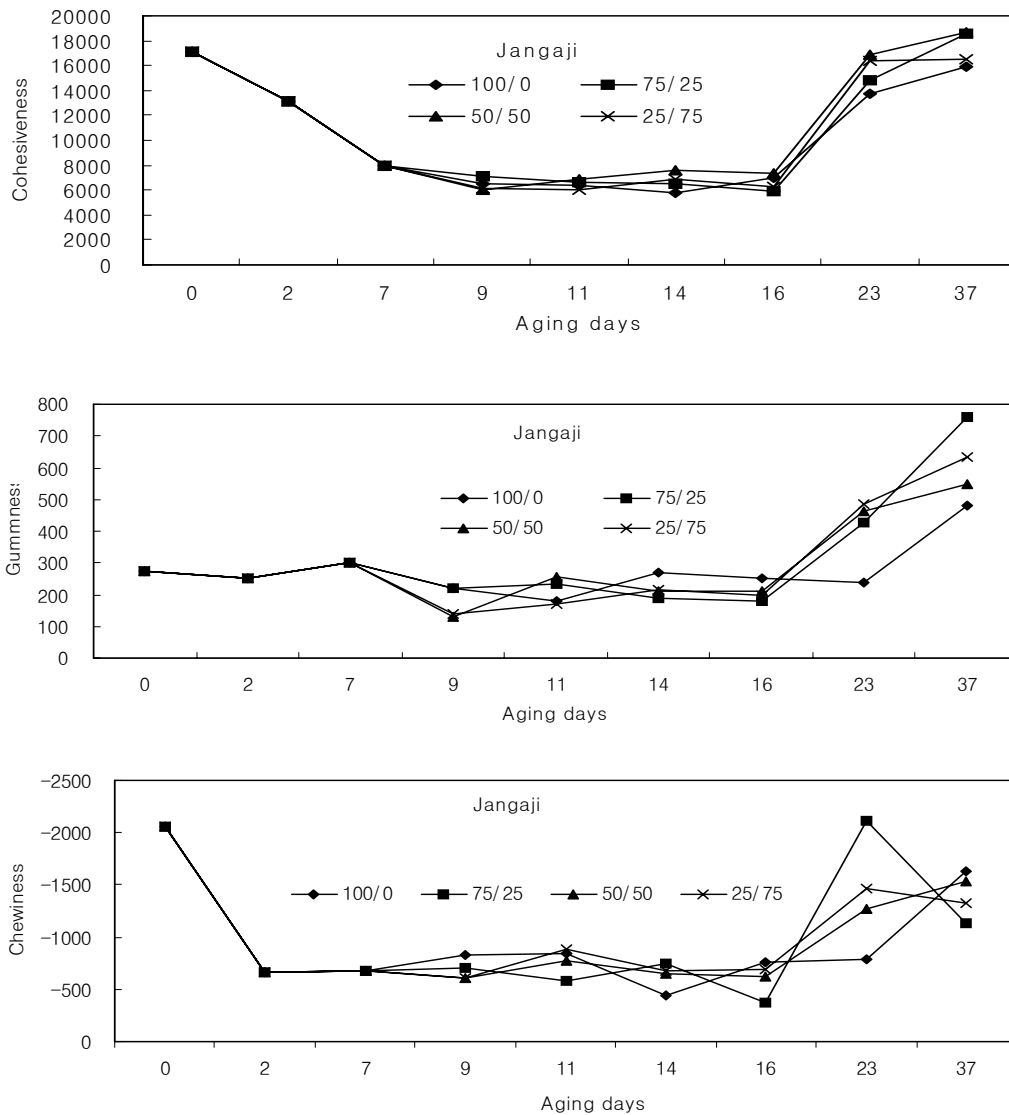 20000
18000
16000
14000
12000
10000
8000
6000
4000
2000
0
Cohesiveness
Jangaji
100/0 75/25
50/50 25/75
0 2 7 9 11 14 16 23 37
Aging days
800
700
600
500
400
300
200
100
0
Gummness
Jangaji
100/0 75/25
50/50 25/75
0 2 7 9 11 14 16 23 37
Aging days
-2500
-2000
-1500
-1000
-500
0
Chewiness
Jangaji
100/0 75/25 50/50 25/75
0 2 7 9 11 14 16 23 37
Aging days